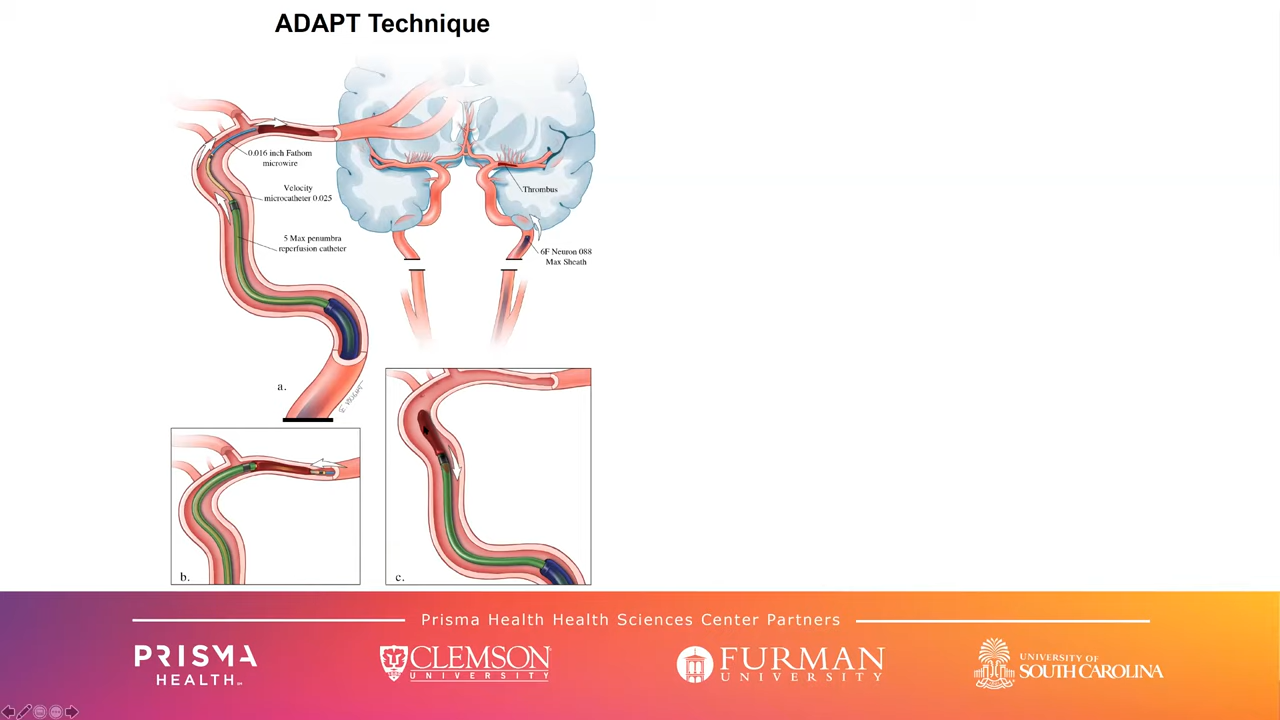 ADAPT Technique
0.016 inch Fathom
microwire
Velocity
microcatheter 0.025
5 Max penumbra
reperfusion catheter
Thrombus
6F Neuron 088
Max Sheath
a.
b.
c.
Prisma Health Health Sciences Center Partners
PRISMA
HEALTH
CLEMSON
UNIVERSITY
FURMAN
UNIVERSITY
UNIVERSITY OF
SOUTH CAROLINA